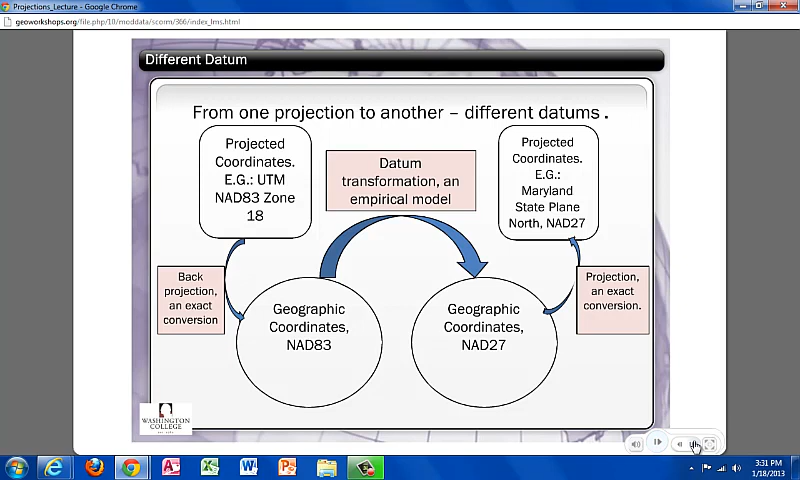 Projections_Lecture - Google Chrome
geoworkshops.org/file.php/10/moddata/scorm/366/index_lms.html
Different Datum
From one projection to another – different datums .
Projected
Coordinates.
E.G.: UTM
NAD83 Zone
18
Datum
transformation, an
empirical model
Projected
Coordinates.
E.G.:
Maryland
State Plane
North, NAD27
Back
projection,
an exact
conversion
Geographic
Coordinates,
NAD83
Geographic
Coordinates,
NAD27
Projection,
an exact
conversion.
WASHINGTON
COLLEGE
3:31 PM
1/18/2013